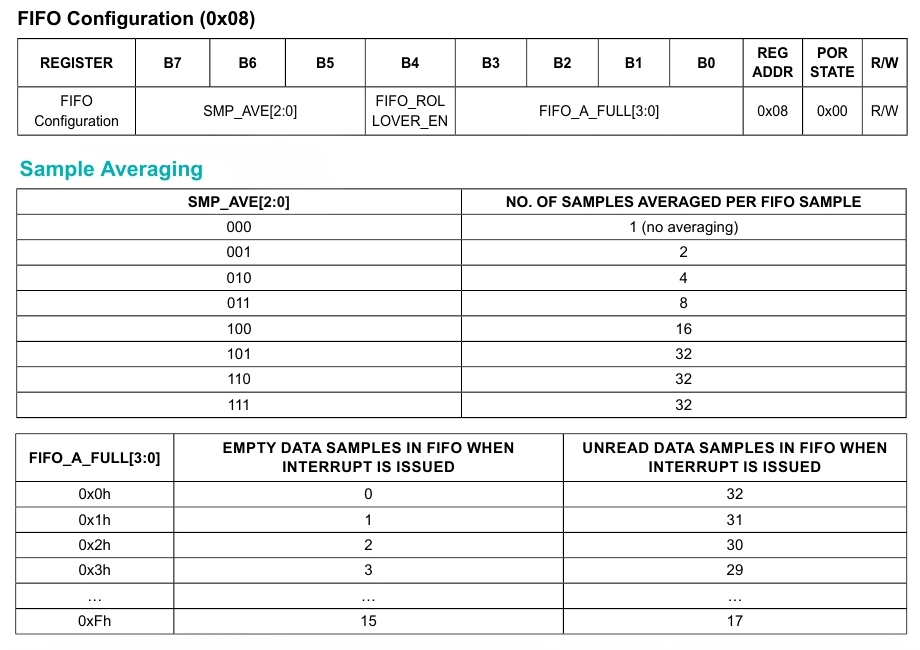 FIFO Configuration (0x08)
REGISTER B7 B6 B5 B4 B3 B2 B1 B0 REG ADDR POR STATE R/W
FIFO Configuration SMP_AVE[2:0] FIFO_ROL LOVER_EN FIFO_A_FULL[3:0] 0x08 0x00 R/W
Sample Averaging
SMP_AVE[2:0] NO. OF SAMPLES AVERAGED PER FIFO SAMPLE
000 1 (no averaging)
001 2
010 4
011 8
100 16
101 32
110 32
111 32
FIFO_A_FULL[3:0] EMPTY DATA SAMPLES IN FIFO WHEN INTERRUPT IS ISSUED UNREAD DATA SAMPLES IN FIFO WHEN INTERRUPT IS ISSUED
0x0h 0 32
0x1h 1 31
0x2h 2 30
0x3h 3 29
… … …
0xFh 15 17